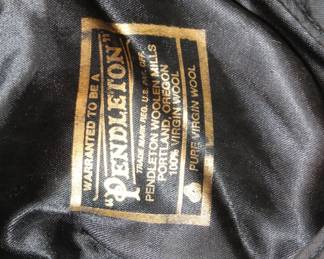 WARRANTED TO BE A
"PENDLETON"
TRADE MARK REG. U.S. PAT. OFF.
PENDLETON WOOLEN MILLS
PORTLAND, OREGON
100% VIRGIN WOOL
PURE VIRGIN WOOL